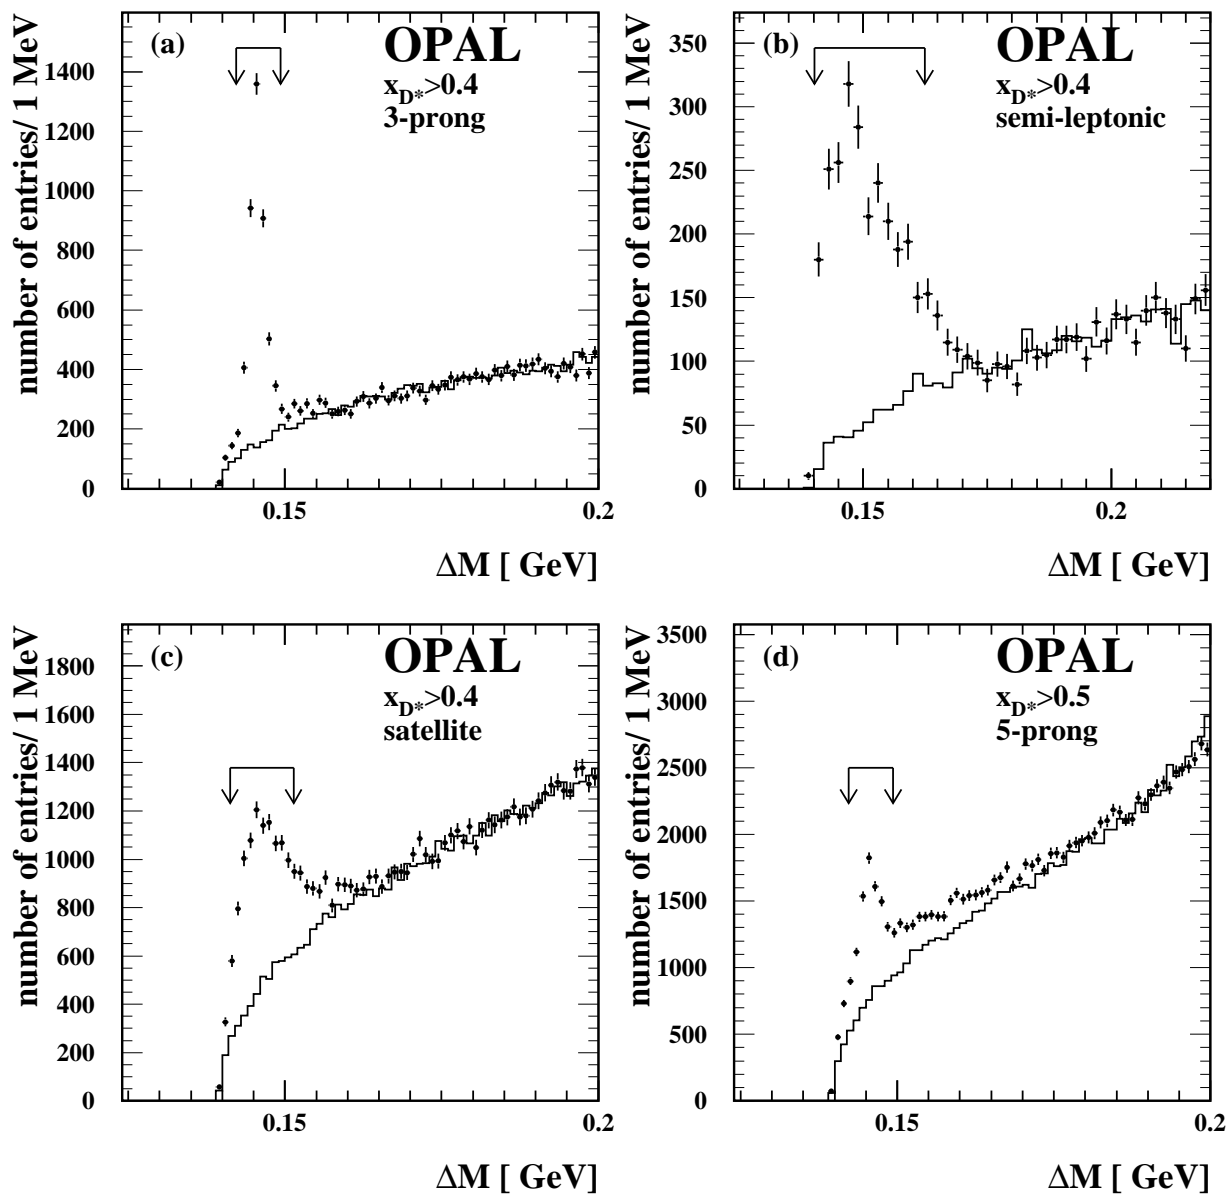 (a)
OPAL
x_D*>0.4
3-prong
number of entries/ 1 MeV
1400
1200
1000
800
600
400
200
0
0.15
0.2
ΔM [ GeV]
(b)
OPAL
x_D*>0.4
semi-leptonic
number of entries/ 1 MeV
350
300
250
200
150
100
50
0
0.15
0.2
ΔM [ GeV]
(c)
OPAL
x_D*>0.4
satellite
number of entries/ 1 MeV
1800
1600
1400
1200
1000
800
600
400
200
0
0.15
0.2
ΔM [ GeV]
(d)
OPAL
x_D*>0.5
5-prong
number of entries/ 1 MeV
3500
3000
2500
2000
1500
1000
500
0
0.15
0.2
ΔM [ GeV]